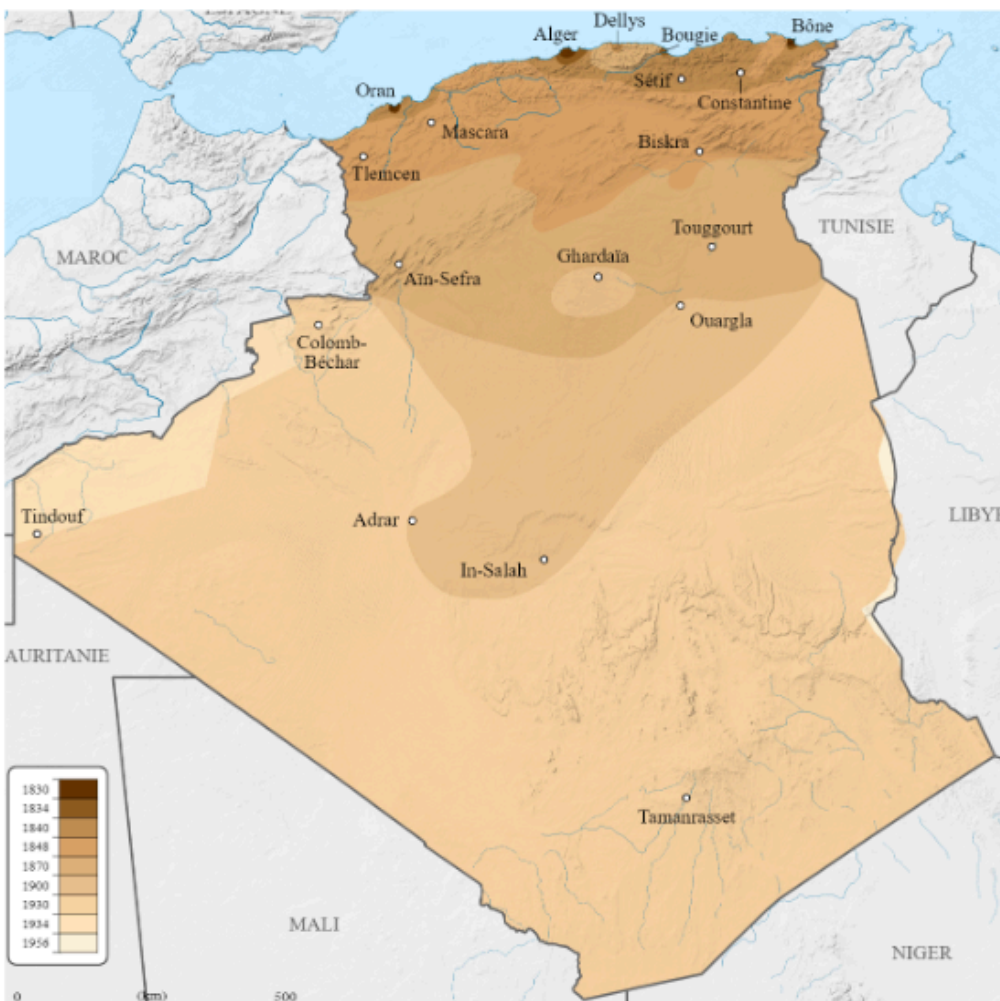 ESPAGNE
Dellys
Alger
Bougie
Bône
Oran
Sétif
Constantine
Mascara
Biskra
Tlemcen
Touggourt
TUNISIE
MAROC
Ghardaïa
Aïn-Sefra
Ouargla
Colomb-
Béchar
Tindouf
Adrar
LIBY
In-Salah
AURITANIE
1830
1834
1840
1848
1870
1900
1930
1934
1956
Tamanrasset
MALI
NIGER
0 (km) 500